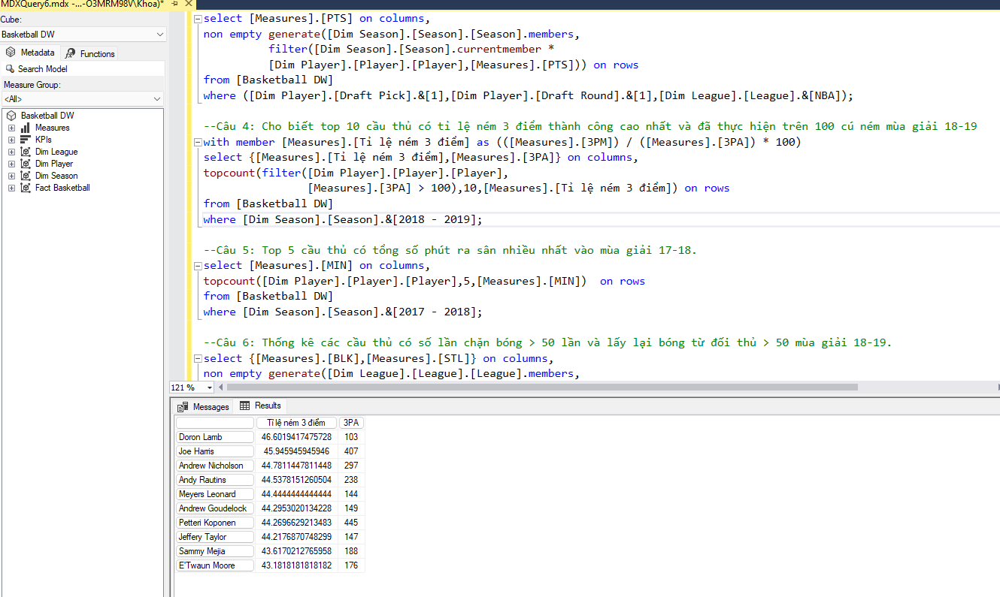 MDXQuery6.mdx -...-O3MRM98V\Khoa)*
Cube:
Basketball DW
Metadata
Functions
Search Model
Measure Group:
<All>
Basketball DW
Measures
KPIs
Dim League
Dim Player
Dim Season
Fact Basketball
select [Measures].[PTS] on columns,
non empty generate([Dim Season].[Season].[Season].members,
filter([Dim Season].[Season].currentmember *
[Dim Player].[Player].[Player],[Measures].[PTS])) on rows
from [Basketball DW]
where ([Dim Player].[Draft Pick].&[1],[Dim Player].[Draft Round].&[1],[Dim League].[League].&[NBA]);
--Câu 4: Cho biết top 10 cầu thủ có tỉ lệ ném 3 điểm thành công cao nhất và đã thực hiện trên 100 cú ném mùa giải 18-19
with member [Measures].[Tỉ lệ ném 3 điểm] as (([Measures].[3PM]) / ([Measures].[3PA]) * 100)
select {[Measures].[Tỉ lệ ném 3 điểm],[Measures].[3PA]} on columns,
topcount(filter([Dim Player].[Player].[Player],
[Measures].[3PA] > 100),10,[Measures].[Tỉ lệ ném 3 điểm]) on rows
from [Basketball DW]
where [Dim Season].[Season].&[2018 - 2019];
--Câu 5: Top 5 cầu thủ có tổng số phút ra sân nhiều nhất vào mùa giải 17-18.
select [Measures].[MIN] on columns,
topcount([Dim Player].[Player].[Player],5,[Measures].[MIN])  on rows
from [Basketball DW]
where [Dim Season].[Season].&[2017 - 2018];
--Câu 6: Thống kê các cầu thủ có số lần chặn bóng > 50 lần và lấy lại bóng từ đối thủ > 50 mùa giải 18-19.
select {[Measures].[BLK],[Measures].[STL]} on columns,
non empty generate([Dim League].[League].[League].members,
121 %
Messages
Results
Tỉ lệ ném 3 điểm 3PA
Doron Lamb 46.6019417475728 103
Joe Harris 45.945945945946 407
Andrew Nicholson 44.7811447811448 297
Andy Rautins 44.5378151260504 238
Meyers Leonard 44.4444444444444 144
Andrew Goudelock 44.2953020134228 149
Petteri Koponen 44.2696629213483 445
Jeffery Taylor 44.2176870748299 147
Sammy Mejia 43.6170212765958 188
E'Twaun Moore 43.1818181818182 176